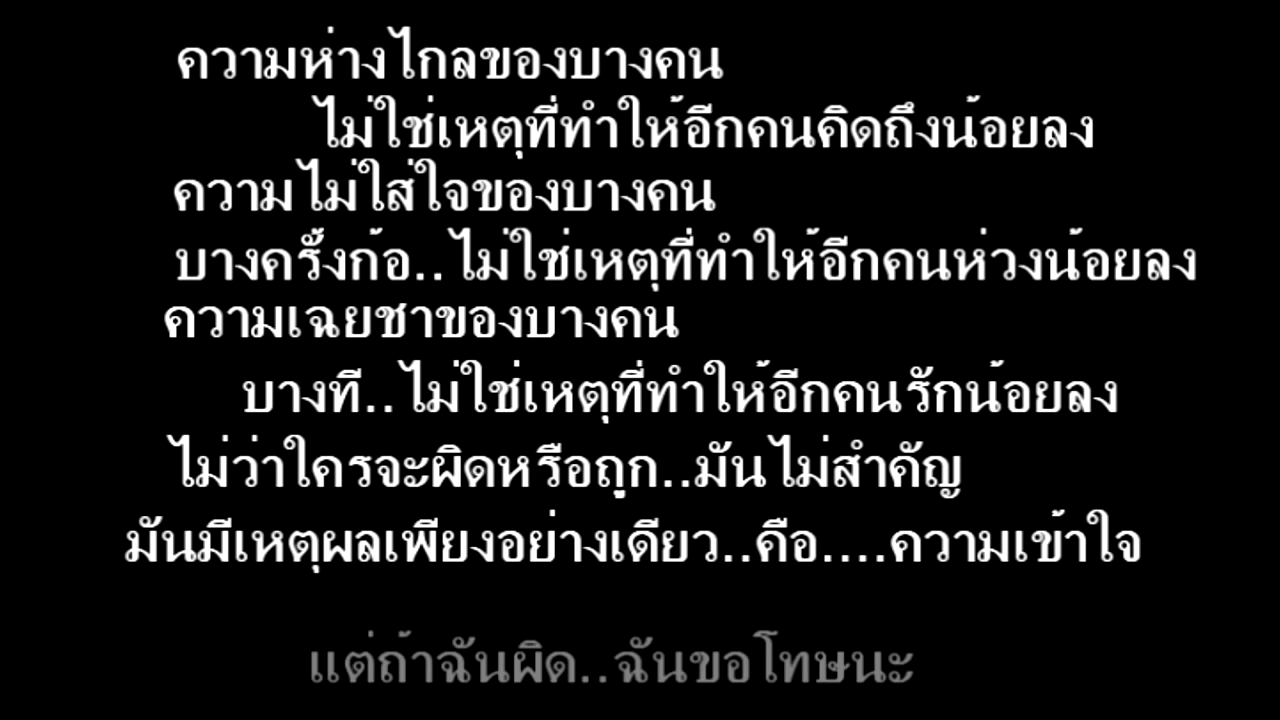 ความห่างไกลของบางคน
ไม่ใช่เหตุที่ทำให้อีกคนคิดถึงน้อยลง
ความไม่ใส่ใจของบางคน
บางครั้งก้อ..ไม่ใช่เหตุที่ทำให้อีกคนห่วงน้อยลง
ความเฉยชาของบางคน
บางที..ไม่ใช่เหตุที่ทำให้อีกคนรักน้อยลง
ไม่ว่าใครจะผิดหรือถูก..มันไม่สำคัญ
มันมีเหตุผลเพียงอย่างเดียว..คือ....ความเข้าใจ
แต่ถ้าฉันผิด..ฉันขอโทษนะ